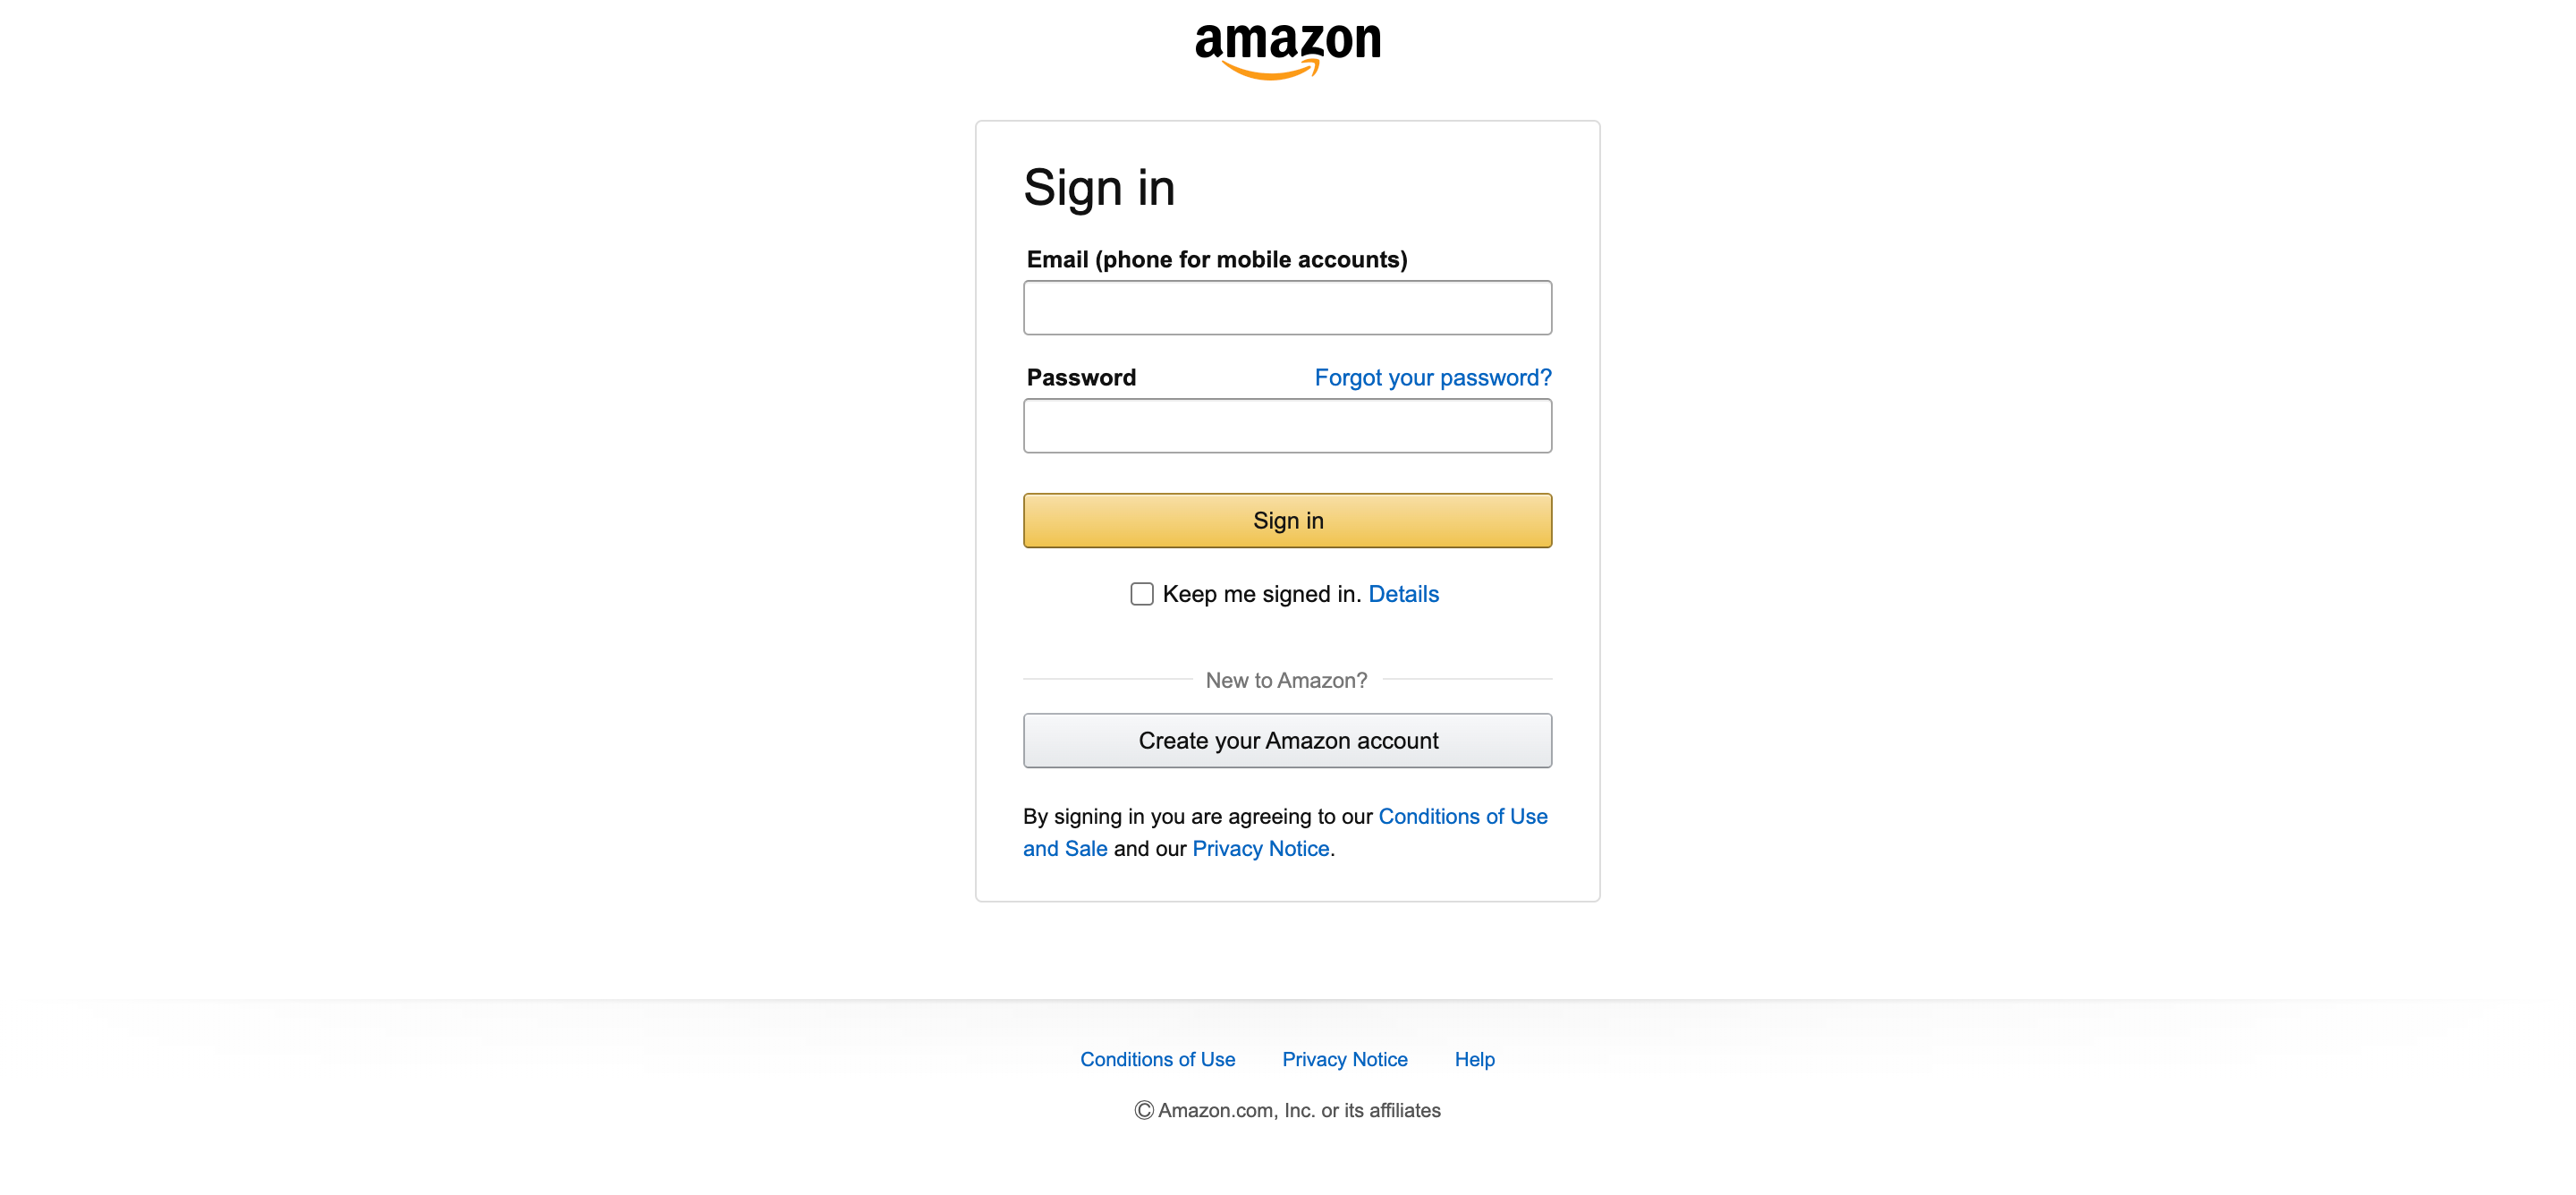 amazon
Sign in
Email (phone for mobile accounts)
Password Forgot your password?
Sign in
Keep me signed in. Details
New to Amazon?
Create your Amazon account
By signing in you are agreeing to our Conditions of Use
and Sale and our Privacy Notice.
Conditions of Use Privacy Notice Help
© Amazon.com, Inc. or its affiliates